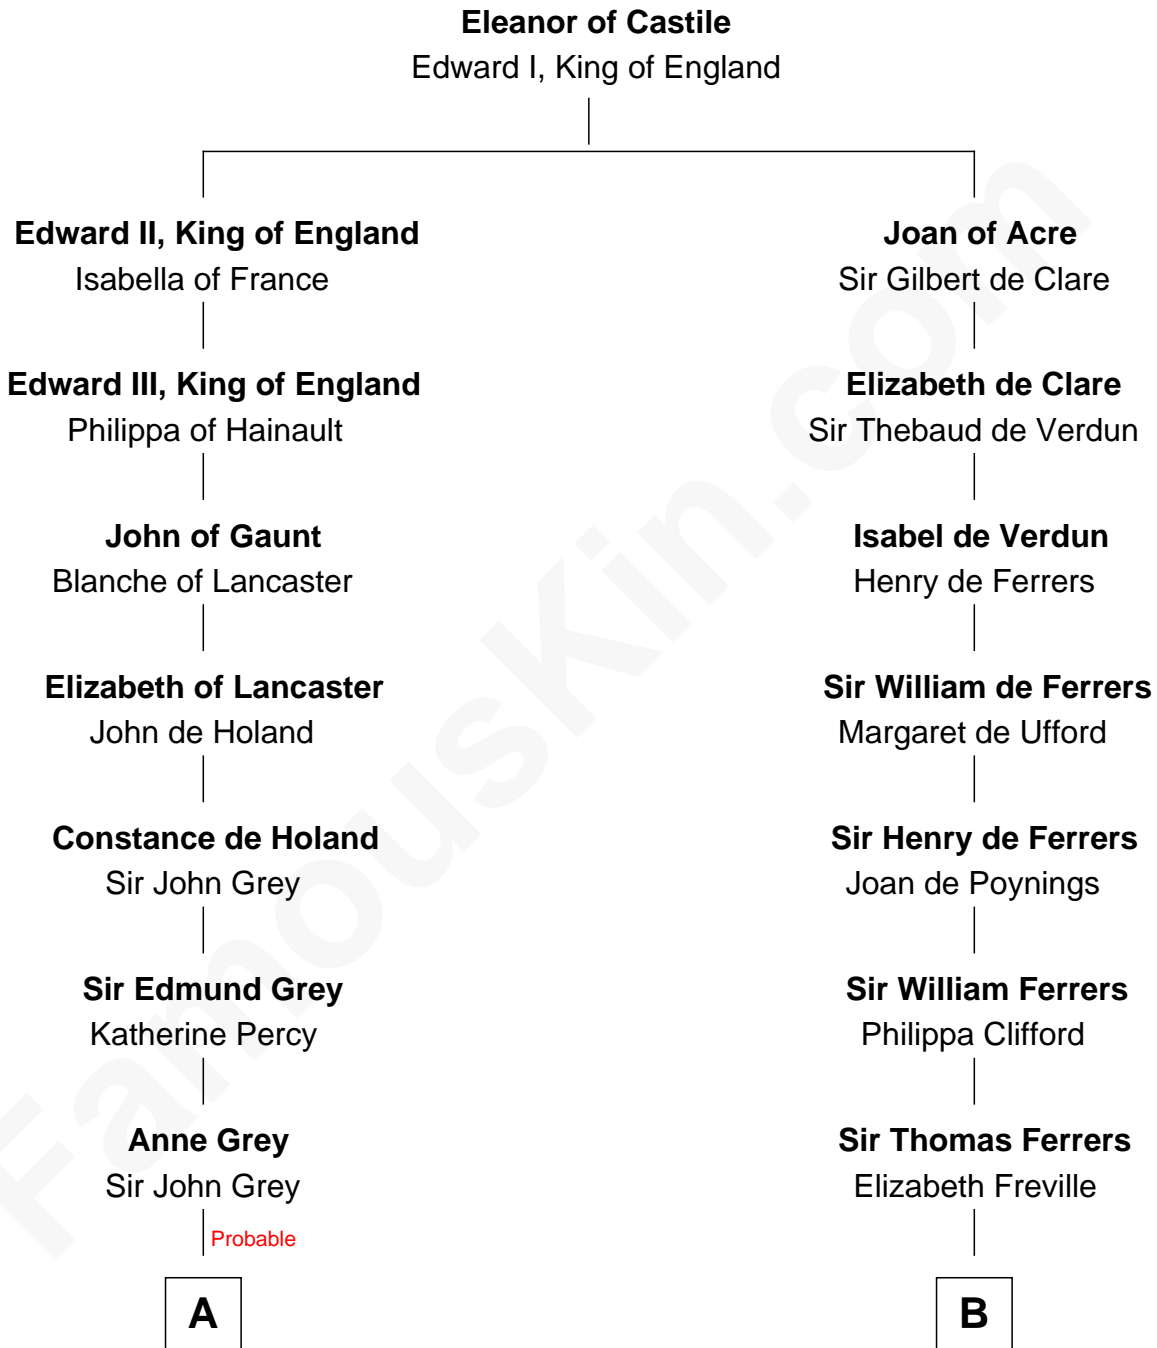 Eleanor of Castile
Edward I, King of England
Edward II, King of England
Isabella of France
Joan of Acre
Sir Gilbert de Clare
Edward III, King of England
Philippa of Hainault
Elizabeth de Clare
Sir Thebaud de Verdun
John of Gaunt
Blanche of Lancaster
Isabel de Verdun
Henry de Ferrers
Elizabeth of Lancaster
John de Holand
Sir William de Ferrers
Margaret de Ufford
Constance de Holand
Sir John Grey
Sir Henry de Ferrers
Joan de Poynings
Sir Edmund Grey
Katherine Percy
Sir William Ferrers
Philippa Clifford
Anne Grey
Sir John Grey
Sir Thomas Ferrers
Elizabeth Freville
Probable
A
B
FamousKin.com